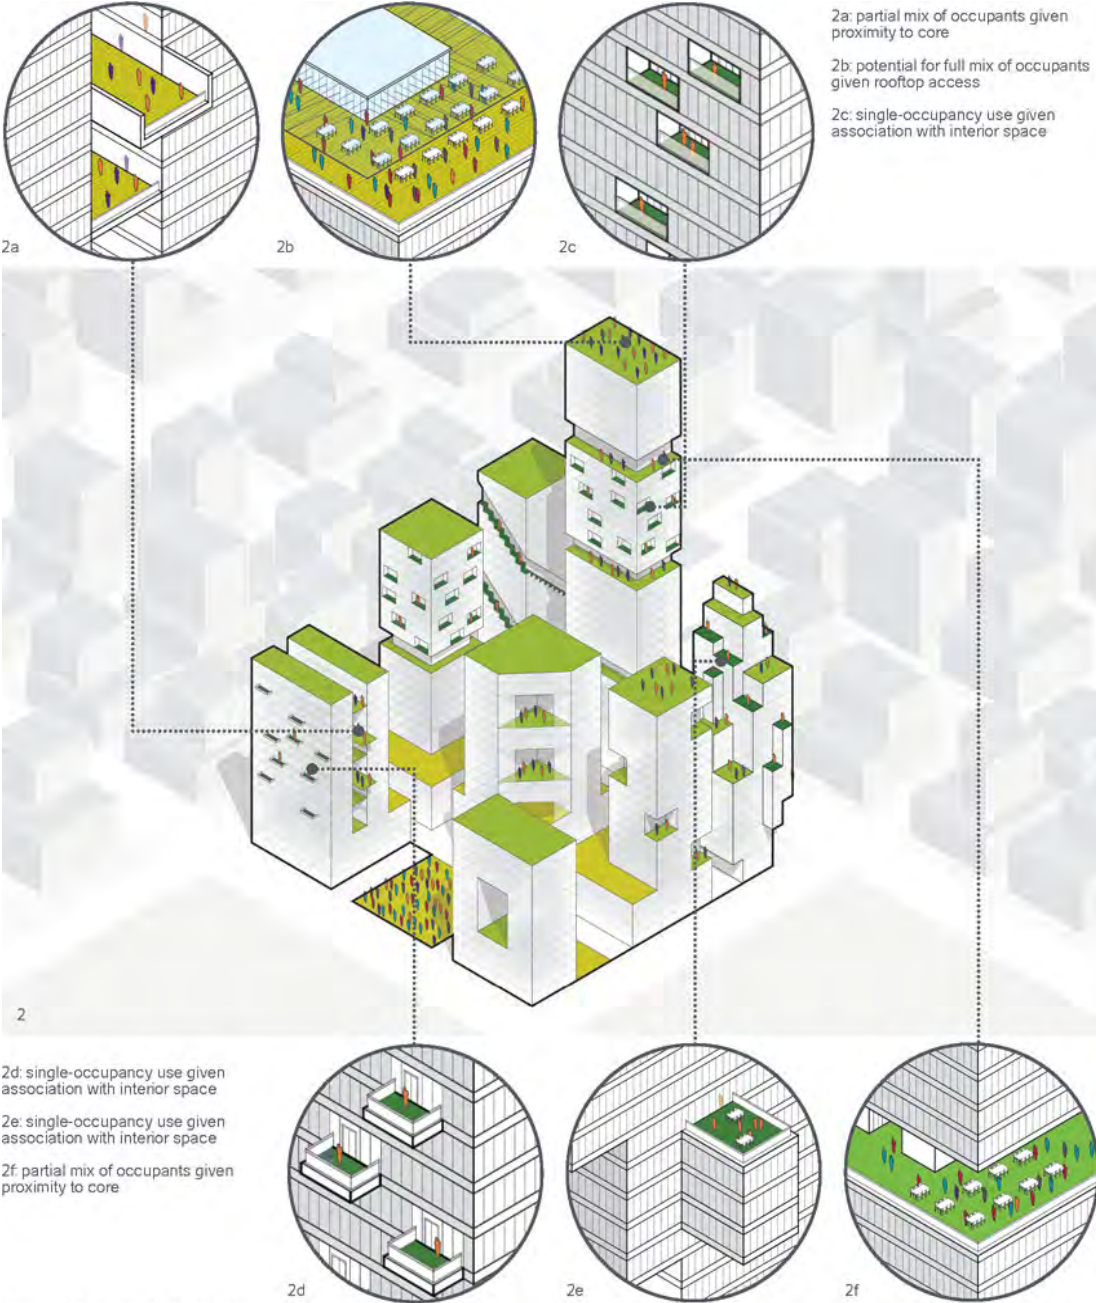 2a: partial mix of occupants given
proximity to core
2b: potential for full mix of occupants
given rooftop access
2c: single-occupancy use given
association with interior space
2a
2b
2c
2
2d: single-occupancy use given
association with interior space
2e: single-occupancy use given
association with interior space
2f: partial mix of occupants given
proximity to core
2d
2e
2f